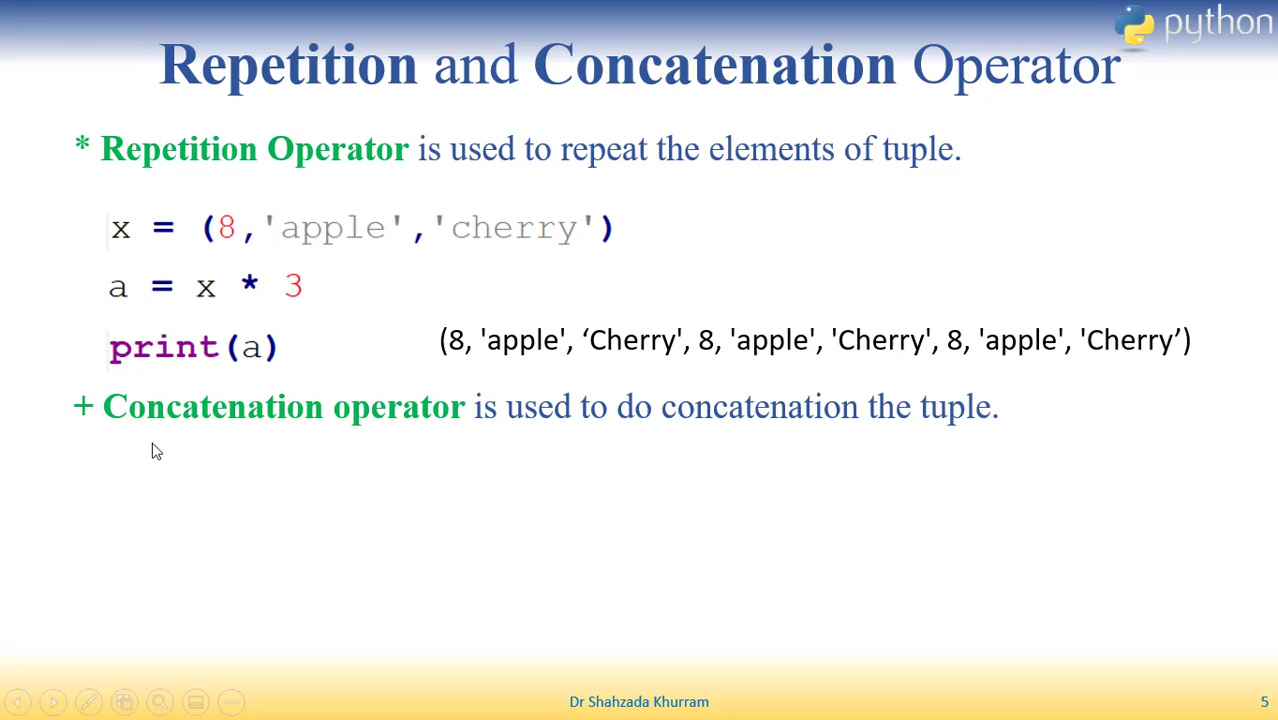 python
Repetition and Concatenation Operator
* Repetition Operator is used to repeat the elements of tuple.
x = (8,'apple','cherry')
a = x * 3
print(a)
(8, 'apple', ‘Cherry', 8, 'apple', 'Cherry', 8, 'apple', 'Cherry’)
+ Concatenation operator is used to do concatenation the tuple.
Dr Shahzada Khurram
5